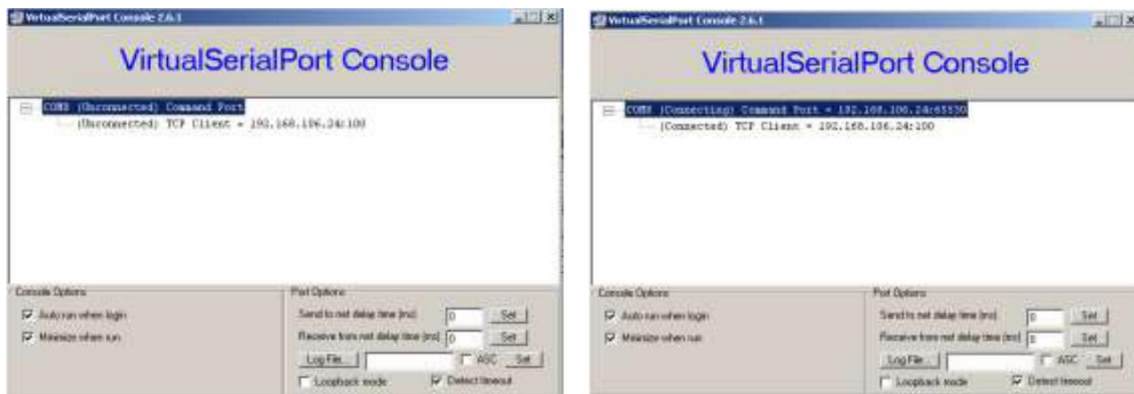 VirtualSerialPort Console 2.6.1
VirtualSerialPort Console
(Unconnected) Command Port
(Unconnected) TCP Client = 192.168.106.24:100
Console Options
Auto run when login
Minimize when run
Port Options
Send to net delay time (ms) 0 Set
Receive from net delay time (ms) 0 Set
Log File... ASC Set
Loopback mode Detect timeout
VirtualSerialPort Console 2.6.1
VirtualSerialPort Console
(Connecting) Command Port = 192.168.106.24:65530
(Connected) TCP Client = 192.168.106.24:100
Console Options
Auto run when login
Minimize when run
Port Options
Send to net delay time (ms) 0 Set
Receive from net delay time (ms) 0 Set
Log File... ASC Set
Loopback mode Detect timeout